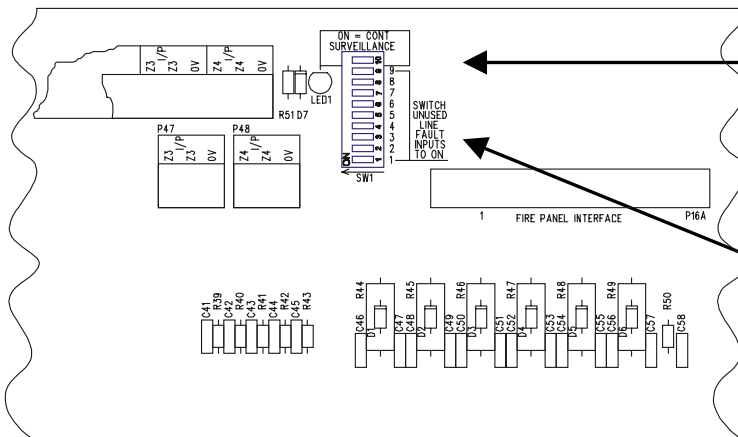 ON = CONT
SURVEILLANCE
Z3
I/P
Z3
0V
Z4
I/P
Z4
0V
R51
D7
LED1
10
9
8
7
6
5
4
3
2
1
ON
SW1
9
8
7
6
5
4
3
2
1
SWITCH
UNUSED
LINE
FAULT
INPUTS
TO ON
P47
P48
Z3
I/P
Z3
0V
Z4
I/P
Z4
0V
1
FIRE PANEL INTERFACE
P16A
C41
R39
C42
R40
C43
R41
C44
R42
C45
R43
R44
R45
R46
R47
R48
R49
R50
C46
D1
C47
C48
D2
C49
C50
D3
C51
C52
D4
C53
C54
D5
C55
C56
D6
C57
C58